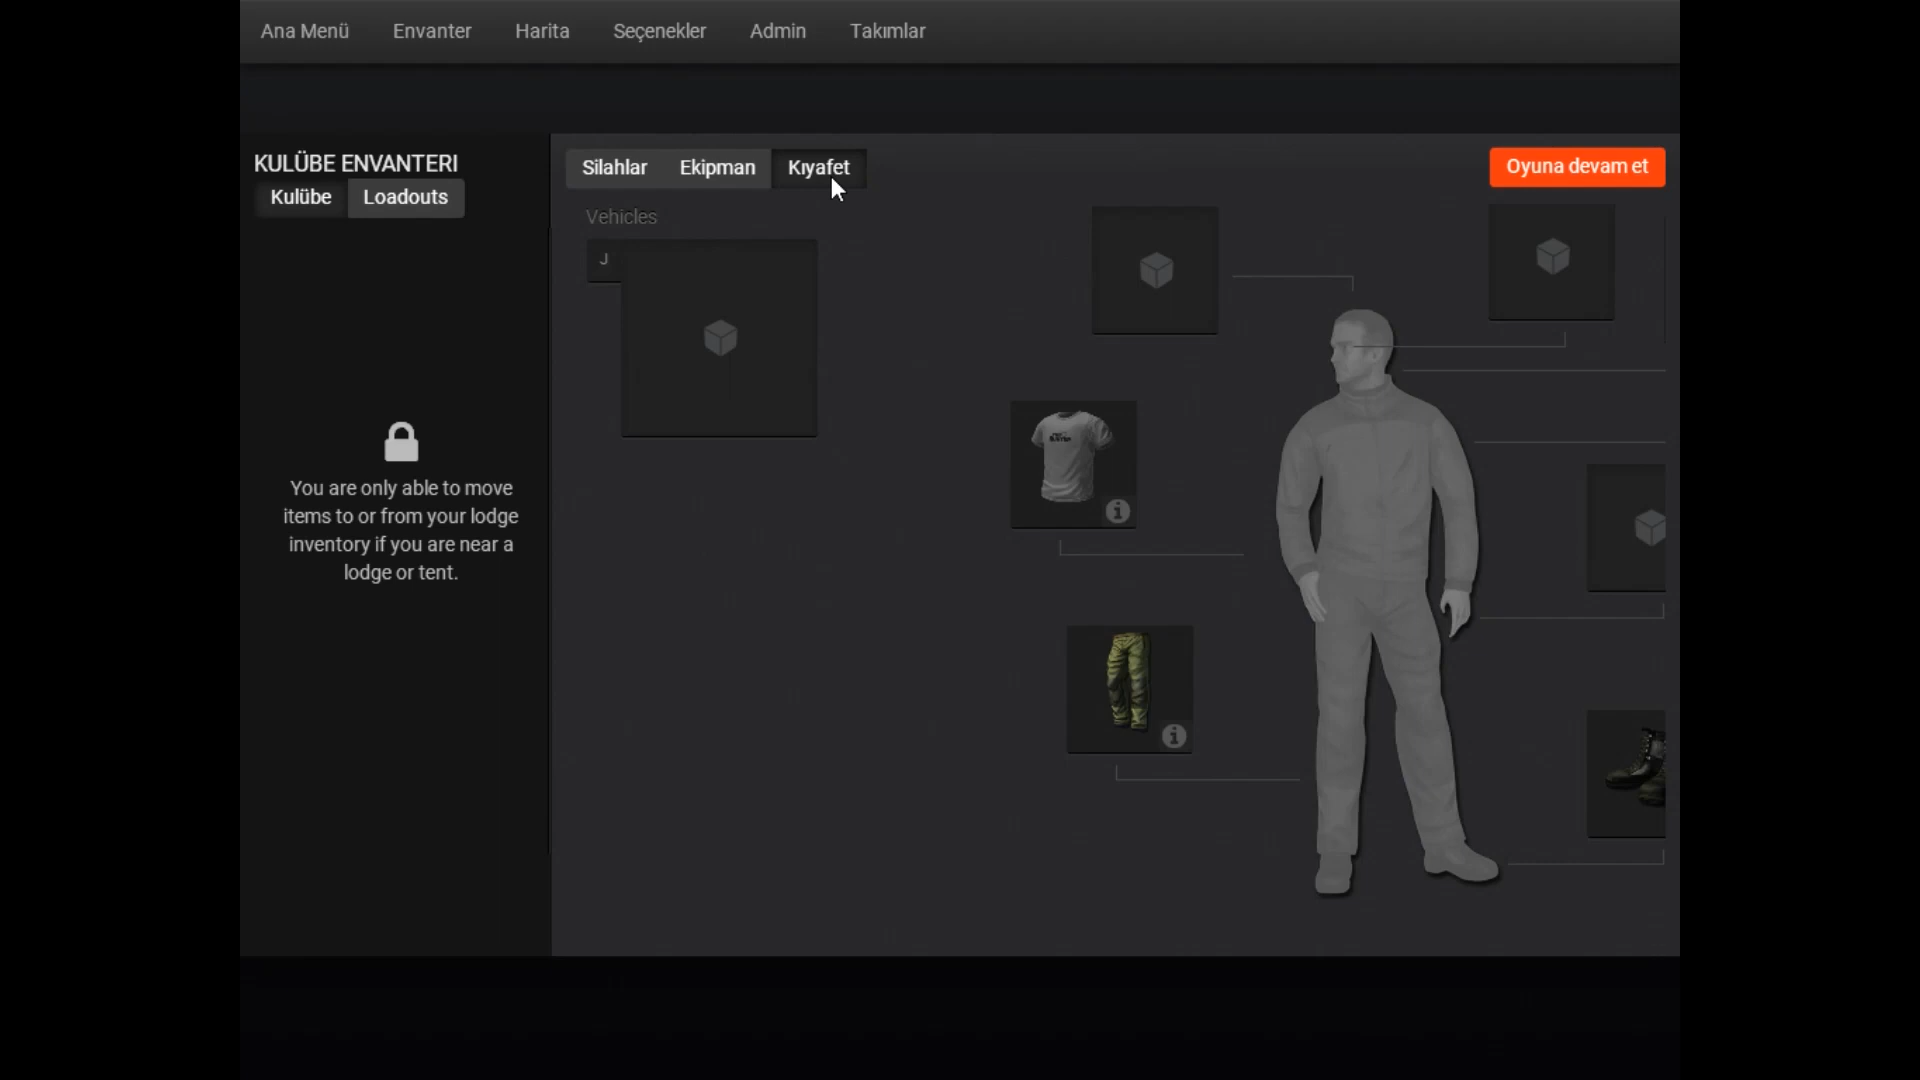 Ana Menü Envanter Harita Seçenekler Admin Takımlar
KULÜBE ENVANTERI
Kulübe Loadouts
You are only able to move
items to or from your lodge
inventory if you are near a
lodge or tent.
Silahlar Ekipman Kıyafet
Oyuna devam et
Vehicles
J